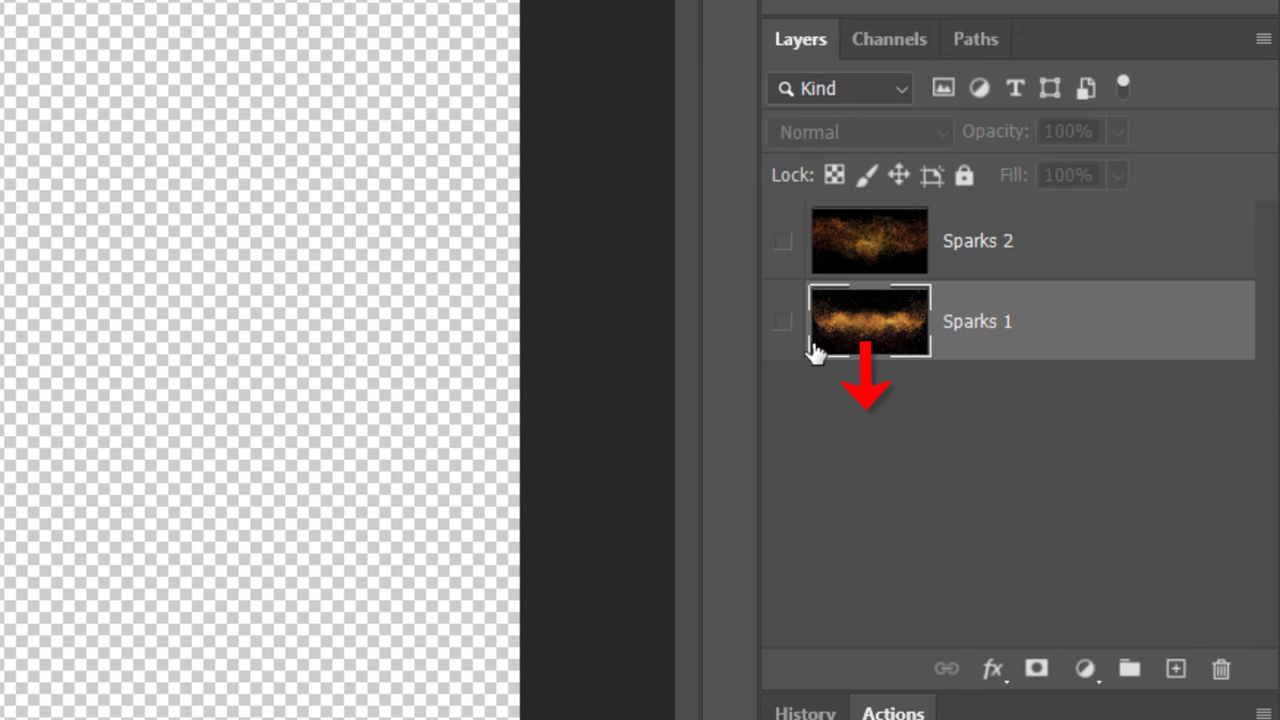 Layers Channels Paths
Kind
Normal Opacity: 100%
Lock: Fill: 100%
Sparks 2
Sparks 1
fx
History Actions